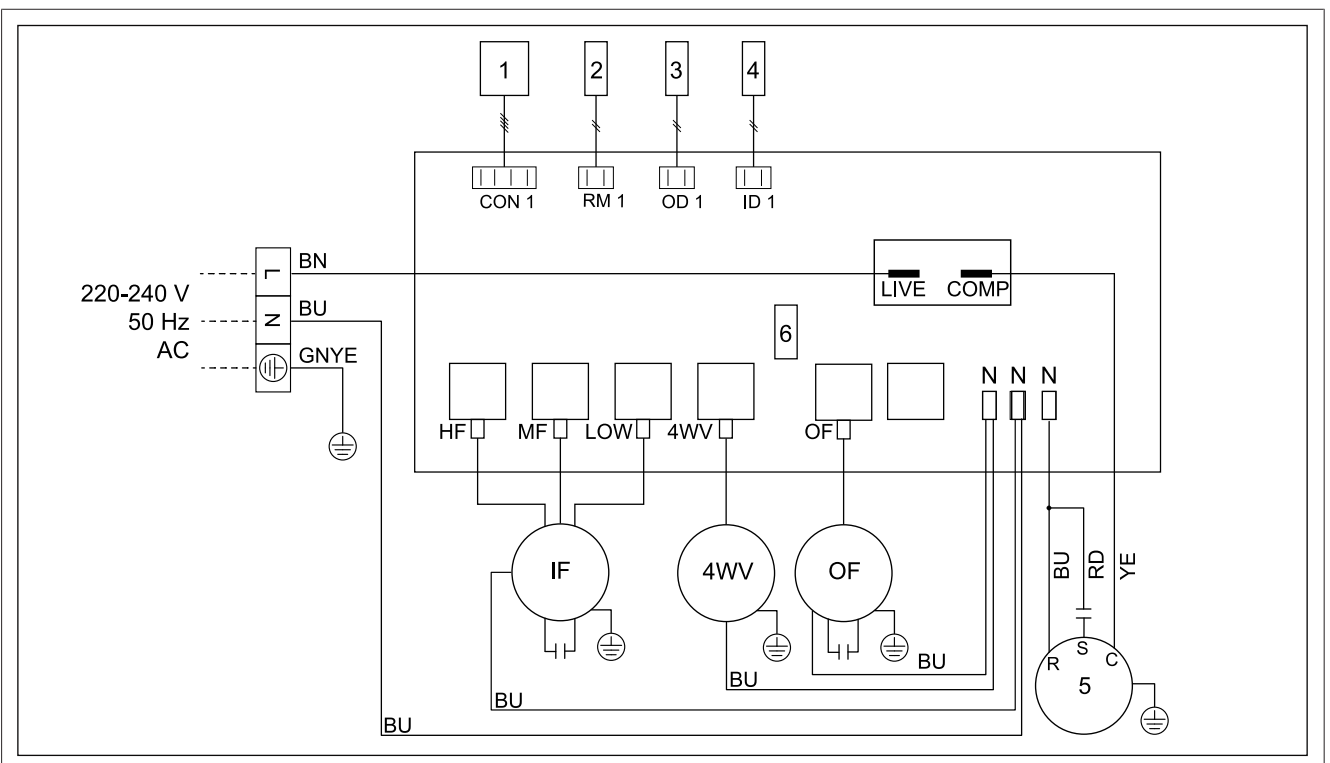 1 2 3 4
CON 1 RM 1 OD 1 ID 1
220-240 V
50 Hz
AC
L BN
N BU
GNYE
LIVE COMP
6
N N N
HF MF LOW 4WV OF
IF 4WV OF
BU RD YE
R S C
5
BU
BU
BU
BU